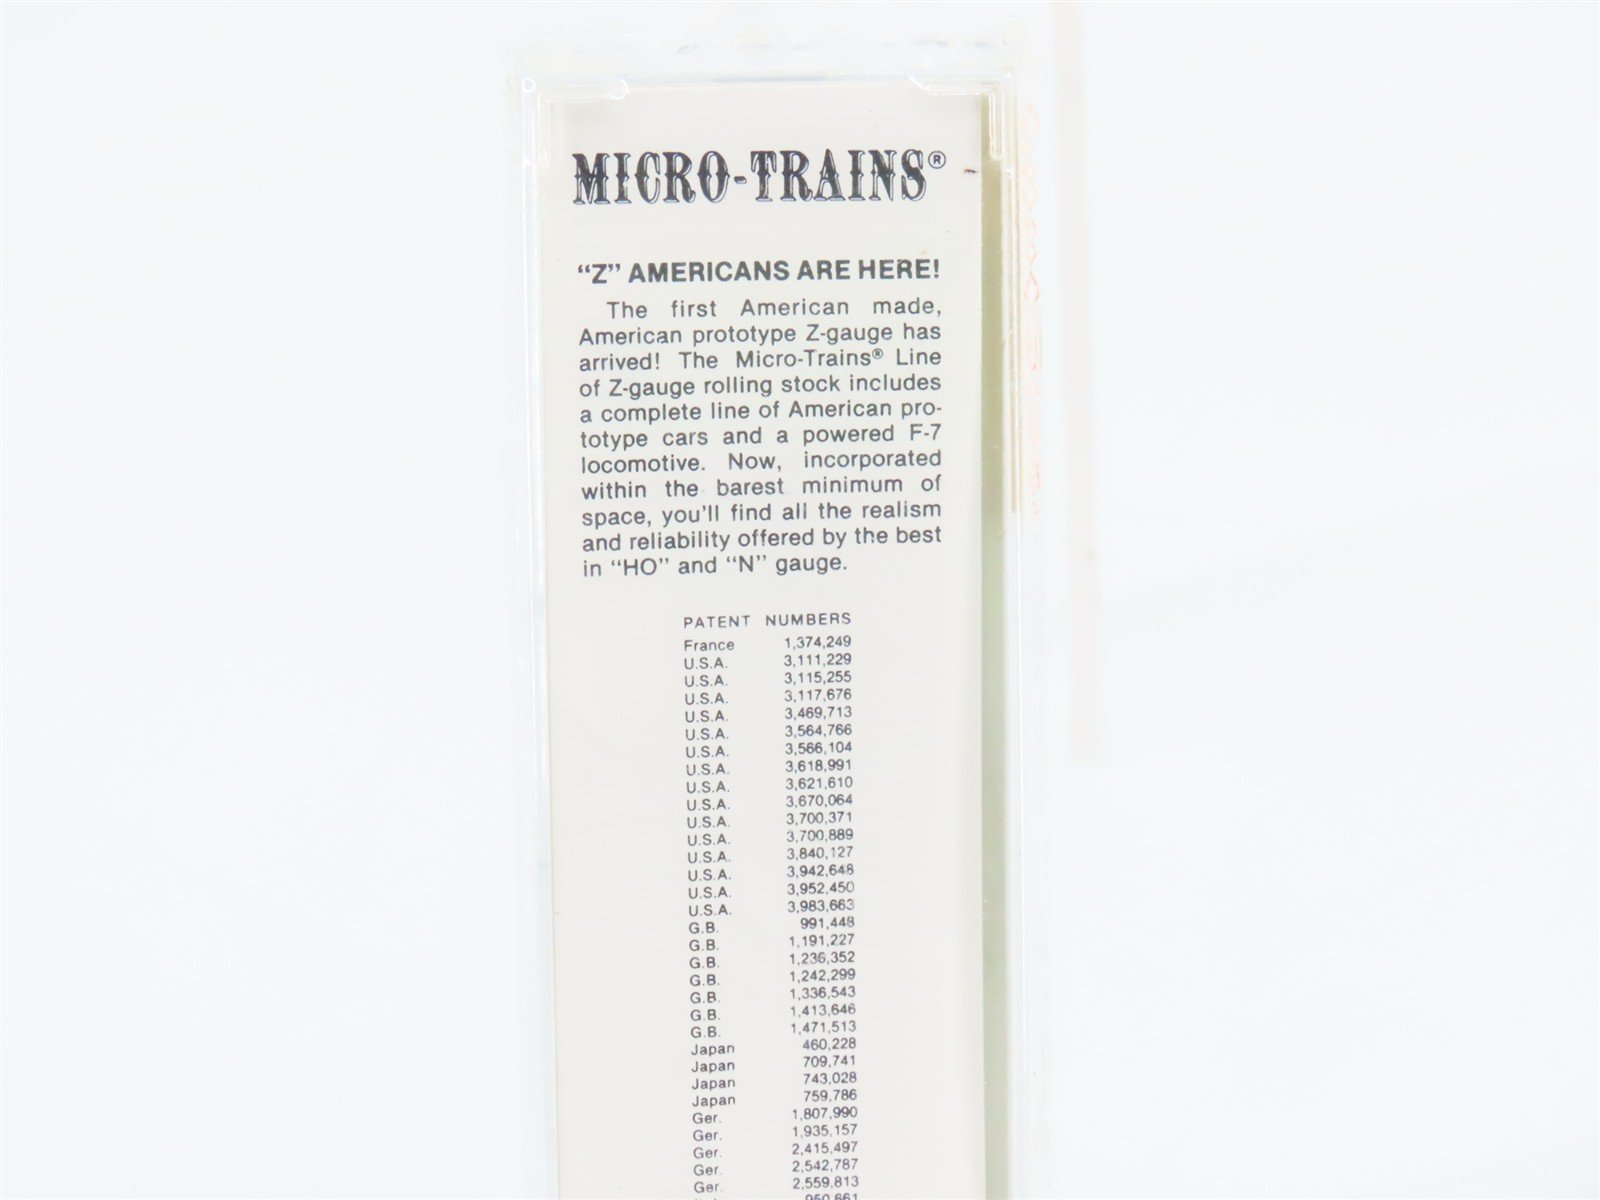 MICRO-TRAINS®
“Z” AMERICANS ARE HERE!
The first American made,
American prototype Z-gauge has
arrived! The Micro-Trains® Line
of Z-gauge rolling stock includes
a complete line of American pro-
totype cars and a powered F-7
locomotive. Now, incorporated
within the barest minimum of
space, you'll find all the realism
and reliability offered by the best
in “HO” and “N” gauge.
PATENT NUMBERS
France 1,374,249
U.S.A. 3,111,229
U.S.A. 3,115,255
U.S.A. 3,117,676
U.S.A. 3,469,713
U.S.A. 3,564,766
U.S.A. 3,566,104
U.S.A. 3,618,991
U.S.A. 3,621,610
U.S.A. 3,670,064
U.S.A. 3,700,371
U.S.A. 3,700,889
U.S.A. 3,840,127
U.S.A. 3,942,648
U.S.A. 3,952,450
U.S.A. 3,983,663
G.B. 991,448
G.B. 1,191,227
G.B. 1,236,352
G.B. 1,242,299
G.B. 1,336,543
G.B. 1,413,646
G.B. 1,471,513
Japan 460,228
Japan 709,741
Japan 743,028
Japan 759,786
Ger. 1,807,990
Ger. 1,935,157
Ger. 2,415,497
Ger. 2,542,787
Ger. 2,559,813